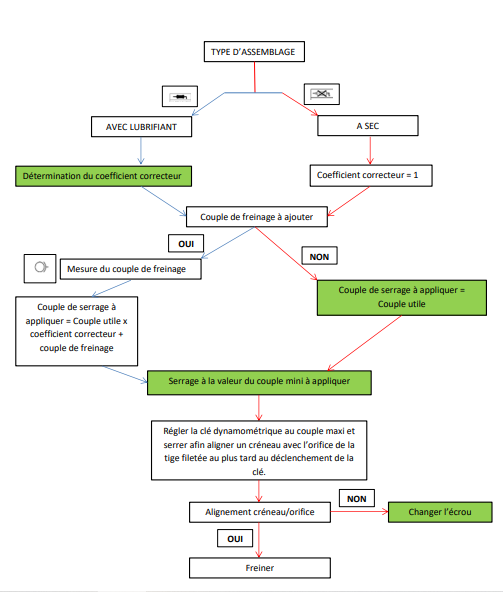 TYPE D'ASSEMBLAGE
AVEC LUBRIFIANT
A SEC
Détermination du coefficient correcteur
Coefficient correcteur = 1
Couple de freinage à ajouter
OUI
NON
Mesure du couple de freinage
Couple de serrage à appliquer =
Couple utile
Couple de serrage à
appliquer = Couple utile x
coefficient correcteur +
couple de freinage
Serrage à la valeur du couple mini à appliquer
Régler la clé dynamométrique au couple maxi et
serrer afin aligner un créneau avec l'orifice de la
tige filetée au plus tard au déclenchement de la
clé.
NON
Alignement créneau/orifice
Changer l'écrou
OUI
Freiner